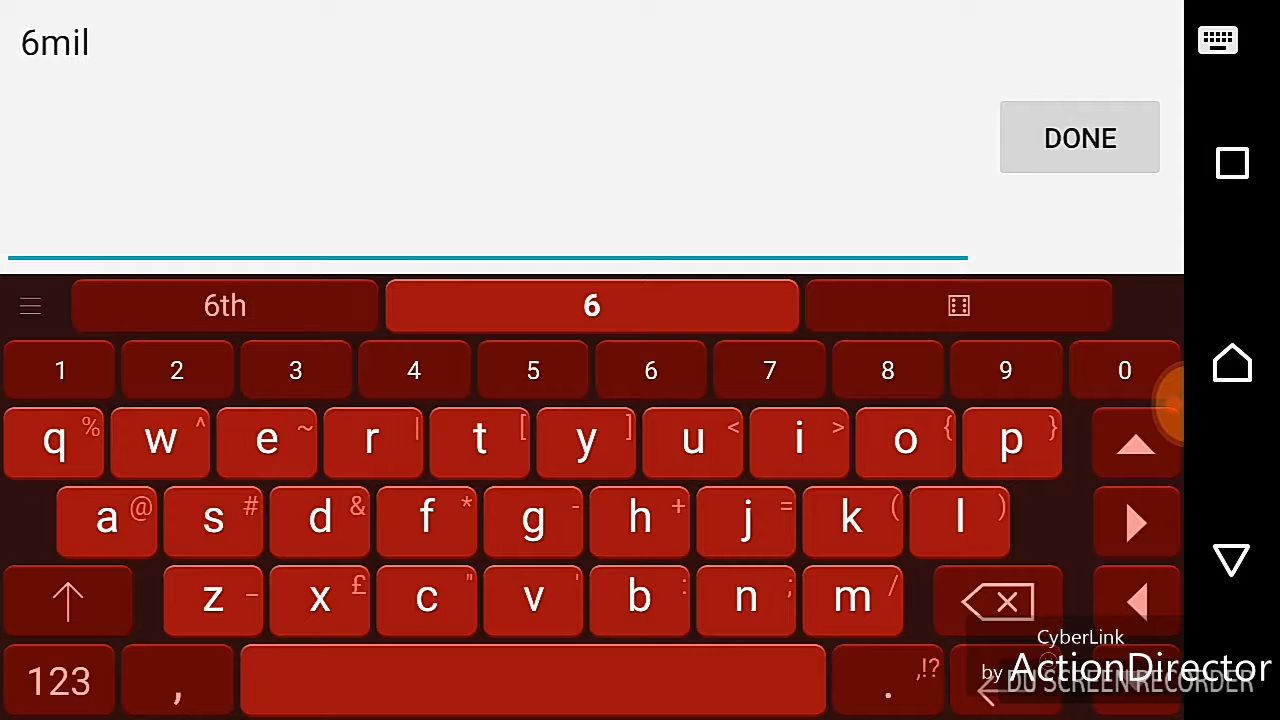 6mil
DONE
6th 6 ⚅
1 2 3 4 5 6 7 8 9 0
q % w ^ e ~ r | t [ y ] u < i > o { p }
a @ s # d & f * g - h + j = k ( l )
z _ x £ c " v ' b : n ; m /
123 , . ,!?
CyberLink
by ActionDirector
DU SCREEN RECORDER